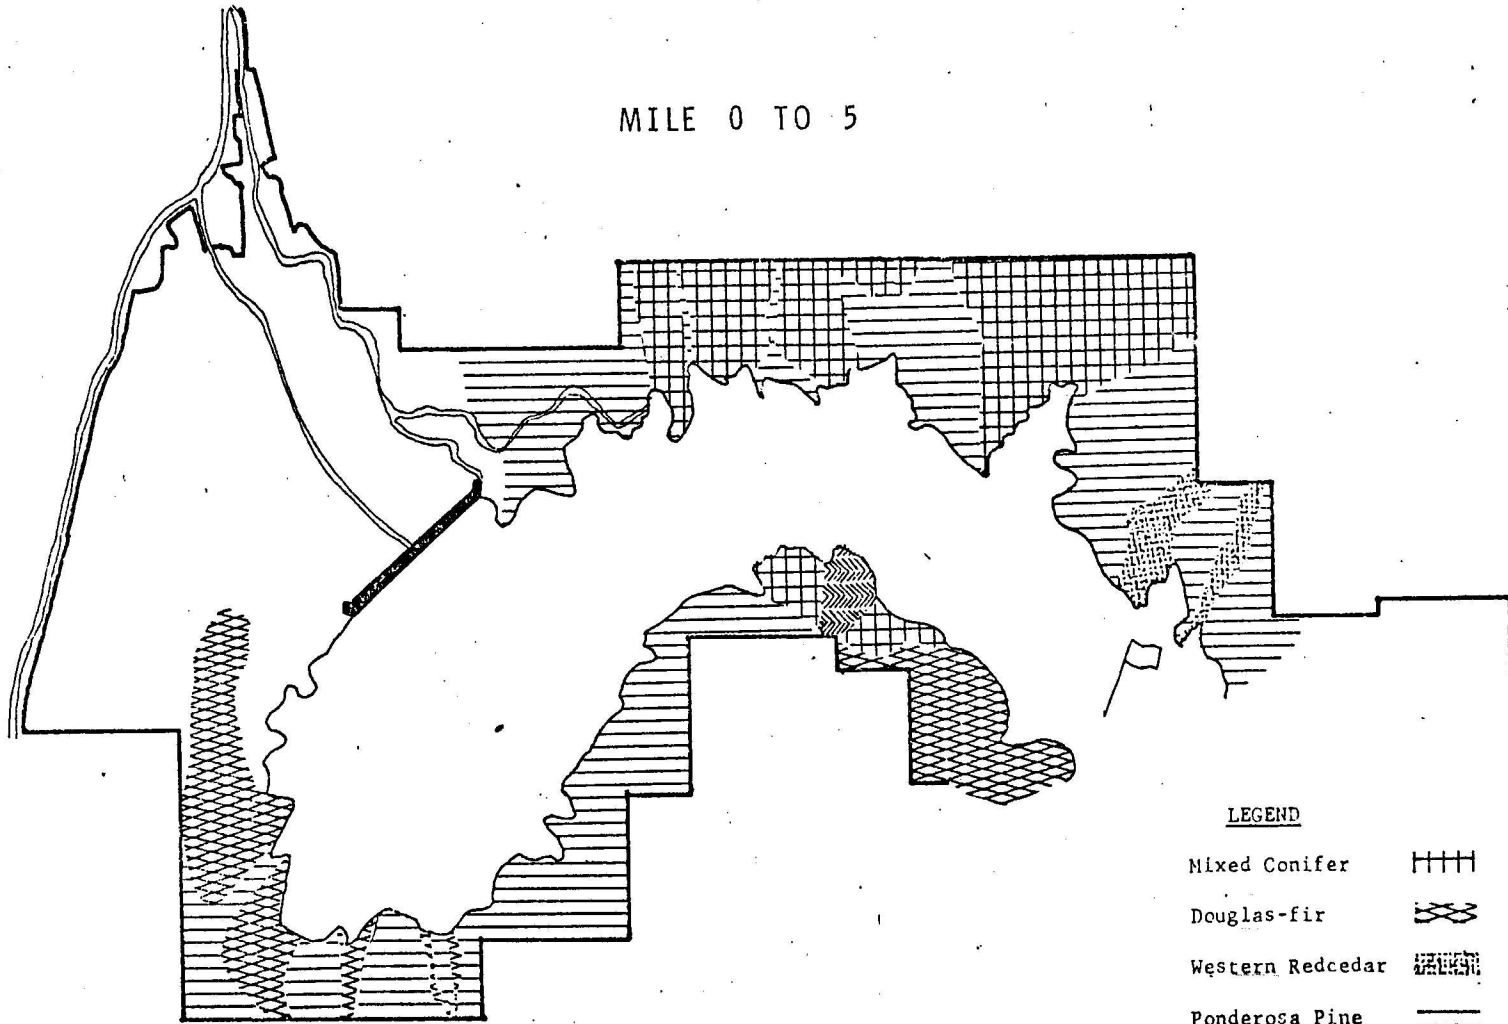 MILE 0 TO 5
LEGEND
Mixed Conifer
Douglas-fir
Western Redcedar
Ponderosa Pine